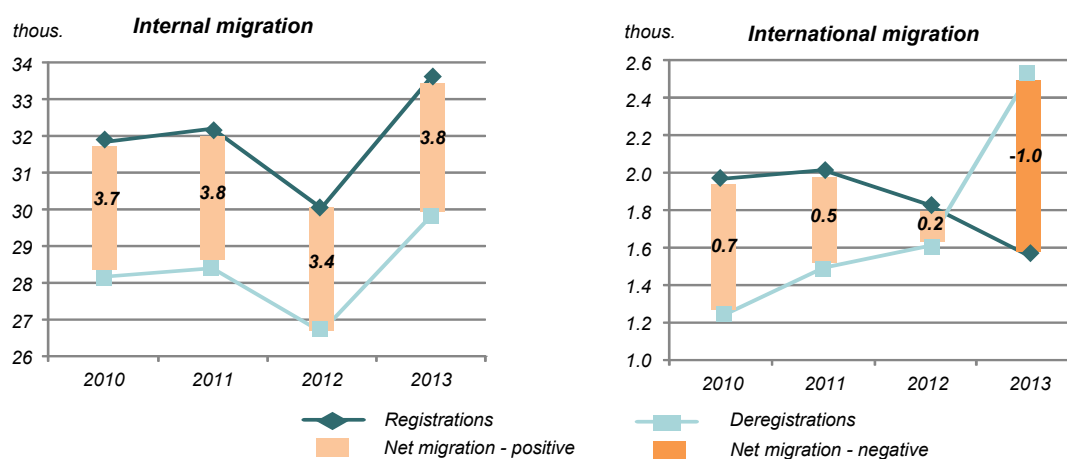 thous.
Internal migration
34
33
32
31
30
29
28
27
26
3.7
3.8
3.4
3.8
2010 2011 2012 2013
thous.
International migration
2.6
2.4
2.2
2.0
1.8
1.6
1.4
1.2
1.0
0.7
0.5
0.2
-1.0
2010 2011 2012 2013
Registrations
Net migration - positive
Deregistrations
Net migration - negative